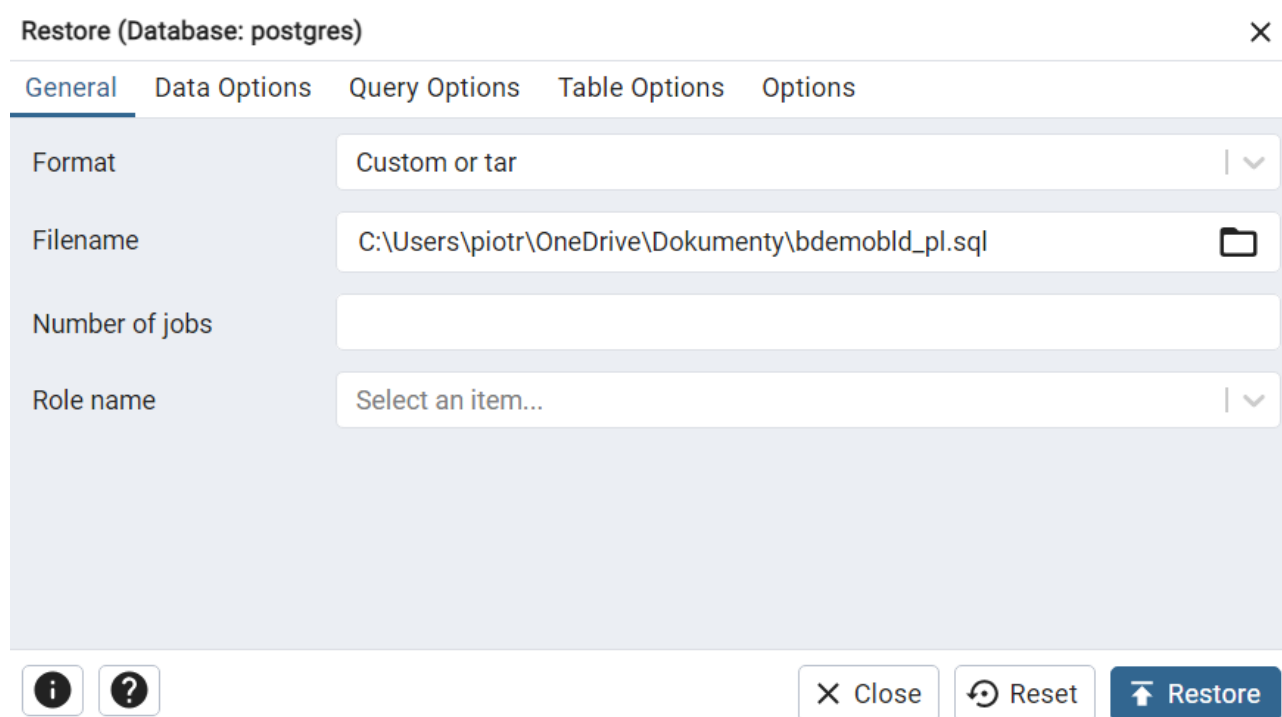 Restore (Database: postgres)
General Data Options Query Options Table Options Options
Format Custom or tar
Filename C:\Users\piotr\OneDrive\Dokumenty\bdemobld_pl.sql
Number of jobs
Role name Select an item...
Close Reset Restore